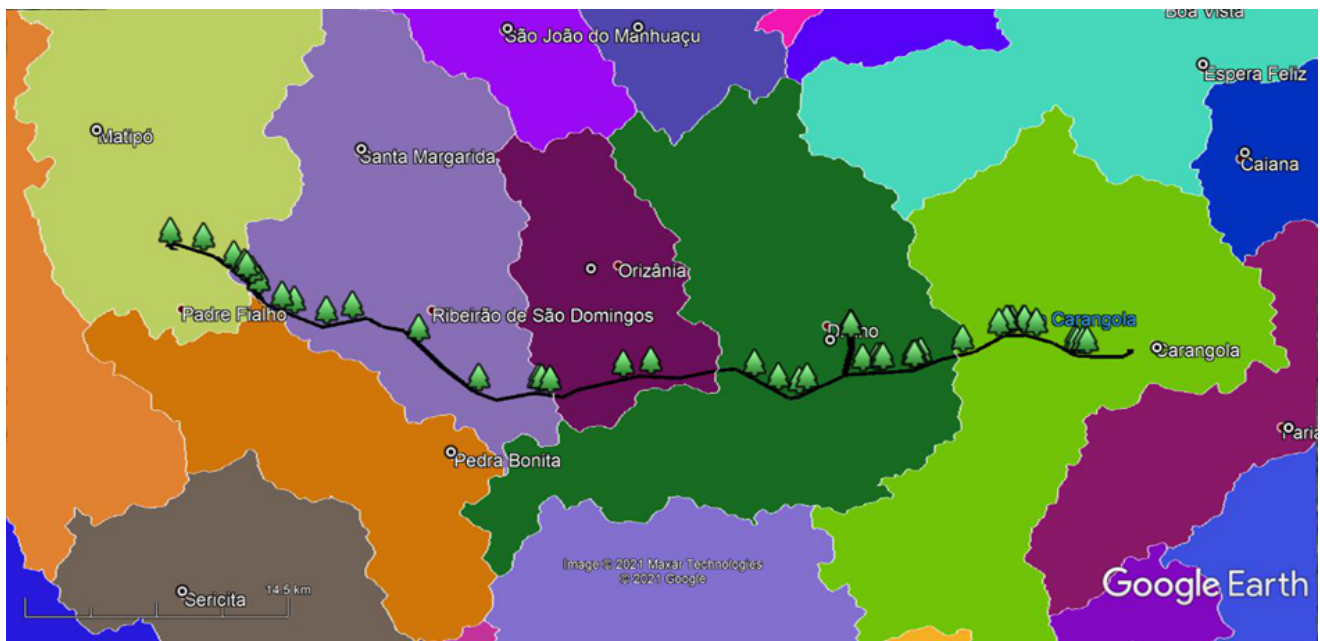 Boa Vista
São João do Manhuaçu
Espera Feliz
Matipó
Santa Margarida
Caiana
Orizânia
Padre Fialho
Ribeirão de São Domingos
Carangola
Carangola
Pedra Bonita
Image © 2021 Maxar Technologies
© 2021 Google
Google Earth
Sericita
14.5 km